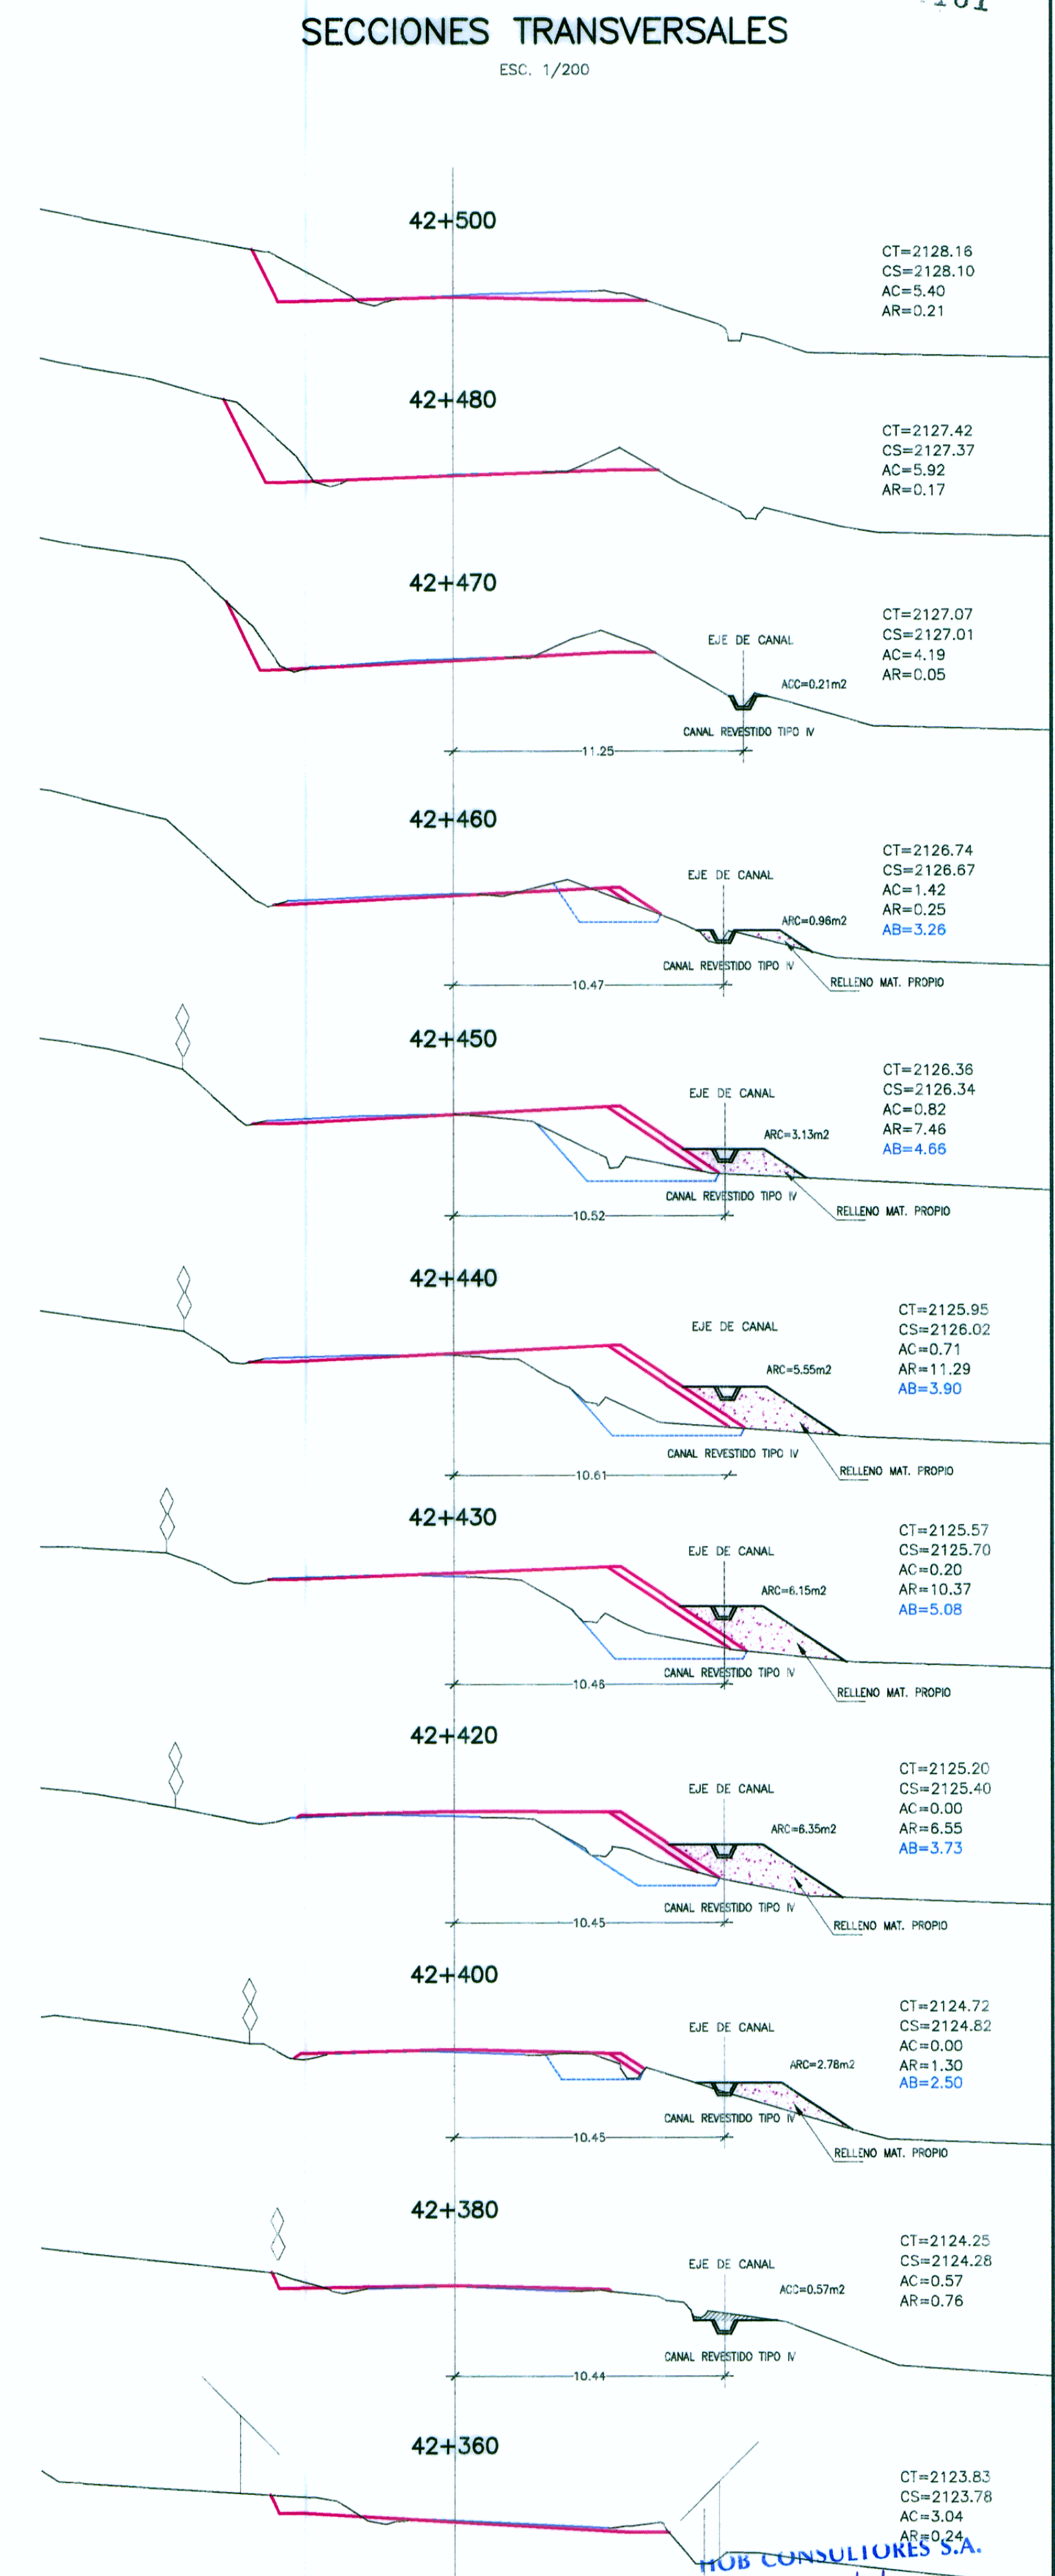 SECCIONES TRANSVERSALES
ESC. 1/200
42+500
CT=2128.16
CS=2128.10
AC=5.40
AR=0.21
42+480
CT=2127.42
CS=2127.37
AC=5.92
AR=0.17
42+470
CT=2127.07
CS=2127.01
AC=4.19
AR=0.05
EJE DE CANAL
ACC=0.21m2
CANAL REVESTIDO TIPO IV
11.25
42+460
CT=2126.74
CS=2126.67
AC=1.42
AR=0.25
AB=3.26
EJE DE CANAL
ARC=0.96m2
CANAL REVESTIDO TIPO IV
RELLENO MAT. PROPIO
10.47
42+450
CT=2126.36
CS=2126.34
AC=0.82
AR=7.46
AB=4.66
EJE DE CANAL
ARC=3.13m2
CANAL REVESTIDO TIPO IV
RELLENO MAT. PROPIO
10.52
42+440
CT=2125.95
CS=2126.02
AC=0.71
AR=11.29
AB=3.90
EJE DE CANAL
ARC=5.55m2
CANAL REVESTIDO TIPO IV
RELLENO MAT. PROPIO
10.61
42+430
CT=2125.57
CS=2125.70
AC=0.20
AR=10.37
AB=5.08
EJE DE CANAL
ARC=6.15m2
CANAL REVESTIDO TIPO IV
RELLENO MAT. PROPIO
10.46
42+420
CT=2125.20
CS=2125.40
AC=0.00
AR=6.55
AB=3.73
EJE DE CANAL
ARC=6.35m2
CANAL REVESTIDO TIPO IV
RELLENO MAT. PROPIO
10.45
42+400
CT=2124.72
CS=2124.82
AC=0.00
AR=1.30
AB=2.50
EJE DE CANAL
ARC=2.78m2
CANAL REVESTIDO TIPO IV
RELLENO MAT. PROPIO
10.45
42+380
CT=2124.25
CS=2124.28
AC=0.57
AR=0.76
EJE DE CANAL
ACC=0.57m2
CANAL REVESTIDO TIPO IV
10.44
42+360
CT=2123.83
CS=2123.78
AC=3.04
AR=0.24
HOB CONSULTORES S.A.